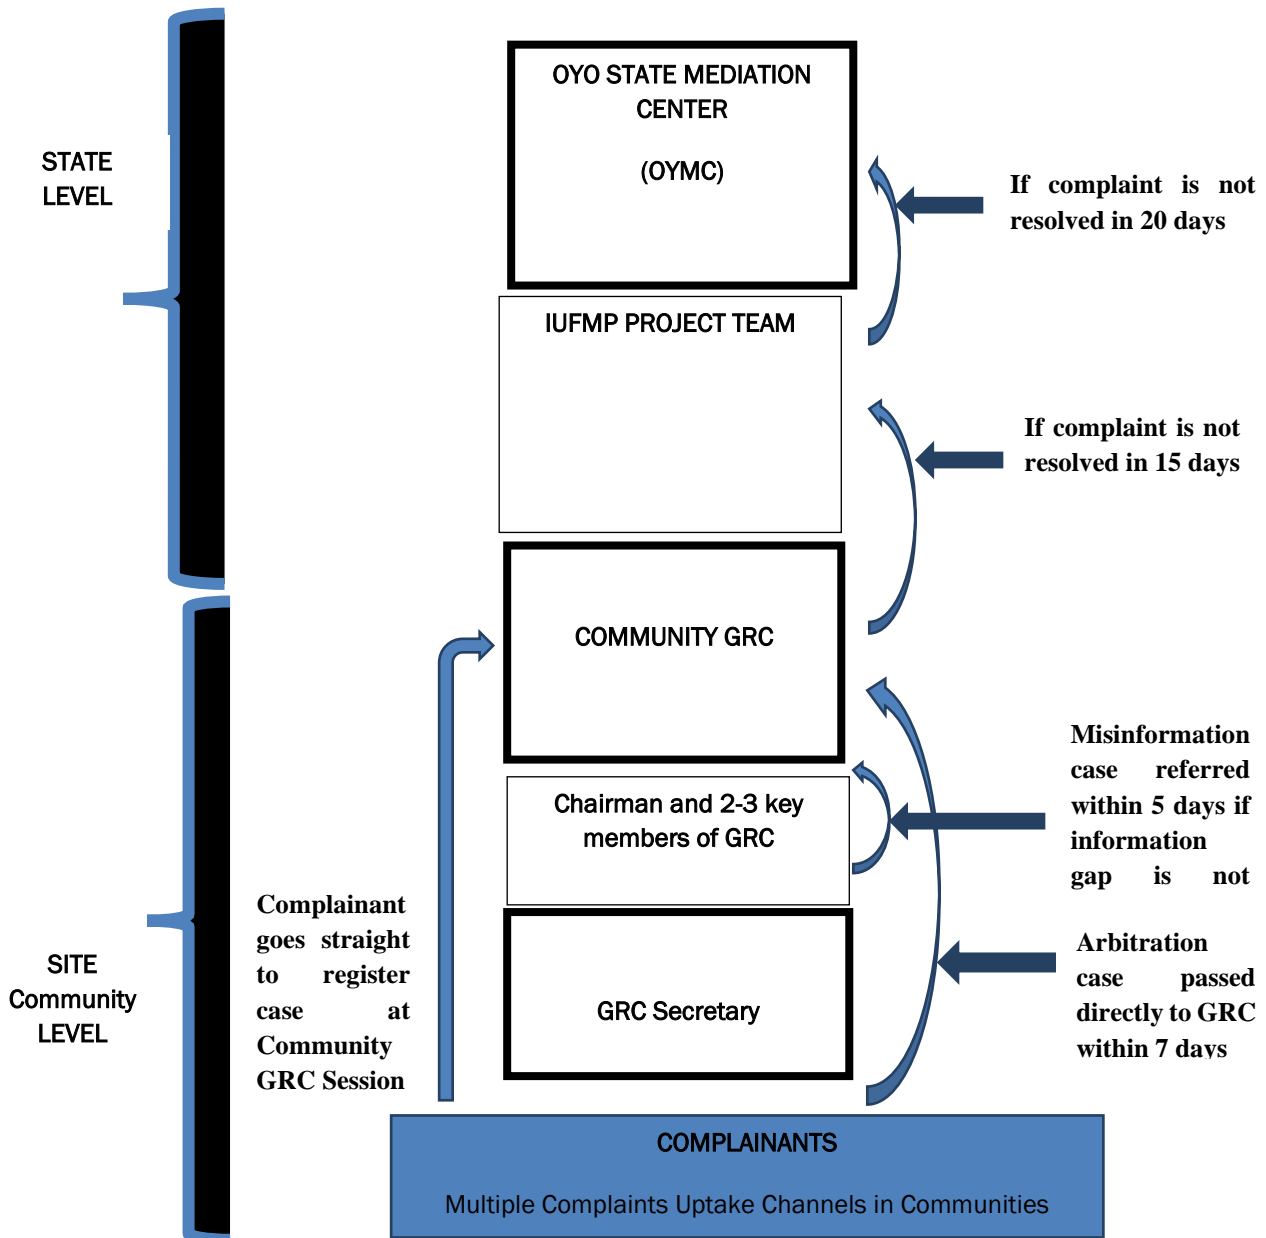 OYO STATE MEDIATION
CENTER
(OYMC)
STATE
LEVEL
If complaint is not
resolved in 20 days
IUFMP PROJECT TEAM
If complaint is not
resolved in 15 days
COMMUNITY GRC
Misinformation
case referred
within 5 days if
information
gap is not
Chairman and 2-3 key
members of GRC
Complainant
goes straight
to register
case at
Community
GRC Session
Arbitration
case passed
directly to GRC
within 7 days
SITE
Community
LEVEL
GRC Secretary
COMPLAINANTS
Multiple Complaints Uptake Channels in Communities